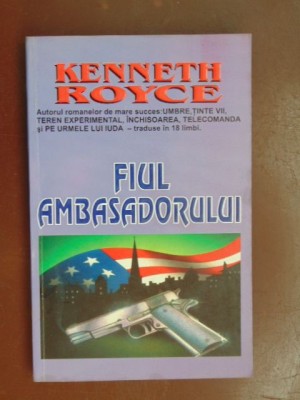 KENNETH
ROYCE
Autorul romanelor de mare succes: UMBRE, ȚINTE VII,
TEREN EXPERIMENTAL, ÎNCHISOAREA, TELECOMANDA
și PE URMELE LUI IUDA – traduse în 18 limbi.
FIUL
AMBASADORULUI